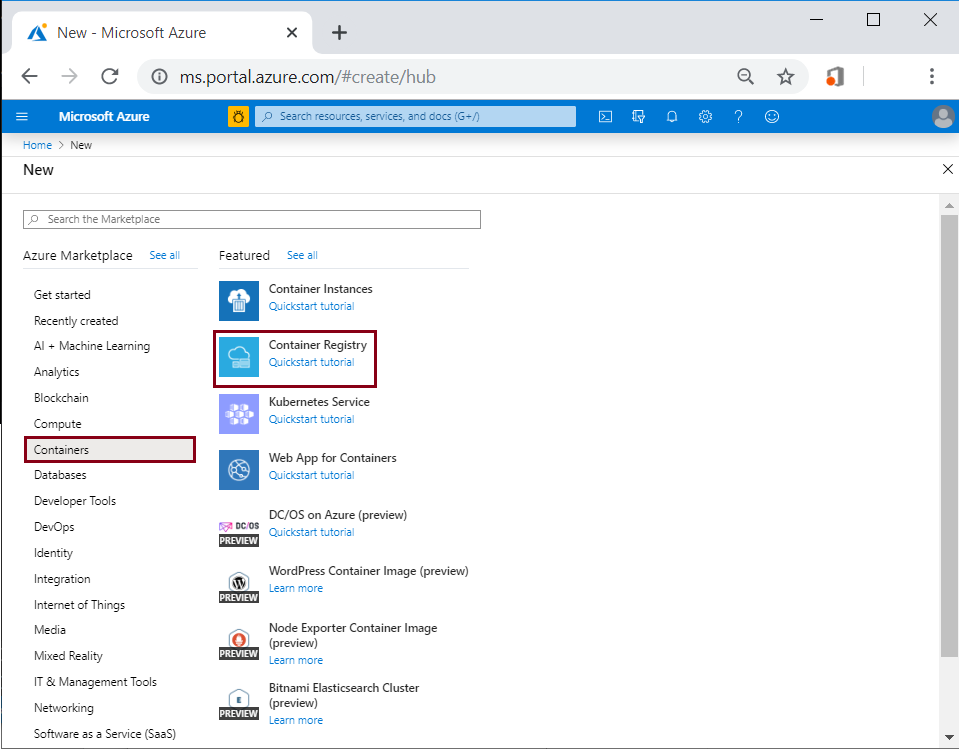 New - Microsoft Azure
ms.portal.azure.com/#create/hub
Microsoft Azure
Search resources, services, and docs (G+/)
Home > New
New
Search the Marketplace
Azure Marketplace See all
Get started
Recently created
AI + Machine Learning
Analytics
Blockchain
Compute
Containers
Databases
Developer Tools
DevOps
Identity
Integration
Internet of Things
Media
Mixed Reality
IT & Management Tools
Networking
Software as a Service (SaaS)
Featured See all
Container Instances
Quickstart tutorial
Container Registry
Quickstart tutorial
Kubernetes Service
Quickstart tutorial
Web App for Containers
Quickstart tutorial
DC/OS
PREVIEW
DC/OS on Azure (preview)
Quickstart tutorial
PREVIEW
WordPress Container Image (preview)
Learn more
PREVIEW
Node Exporter Container Image
(preview)
Learn more
PREVIEW
Bitnami Elasticsearch Cluster
(preview)
Learn more